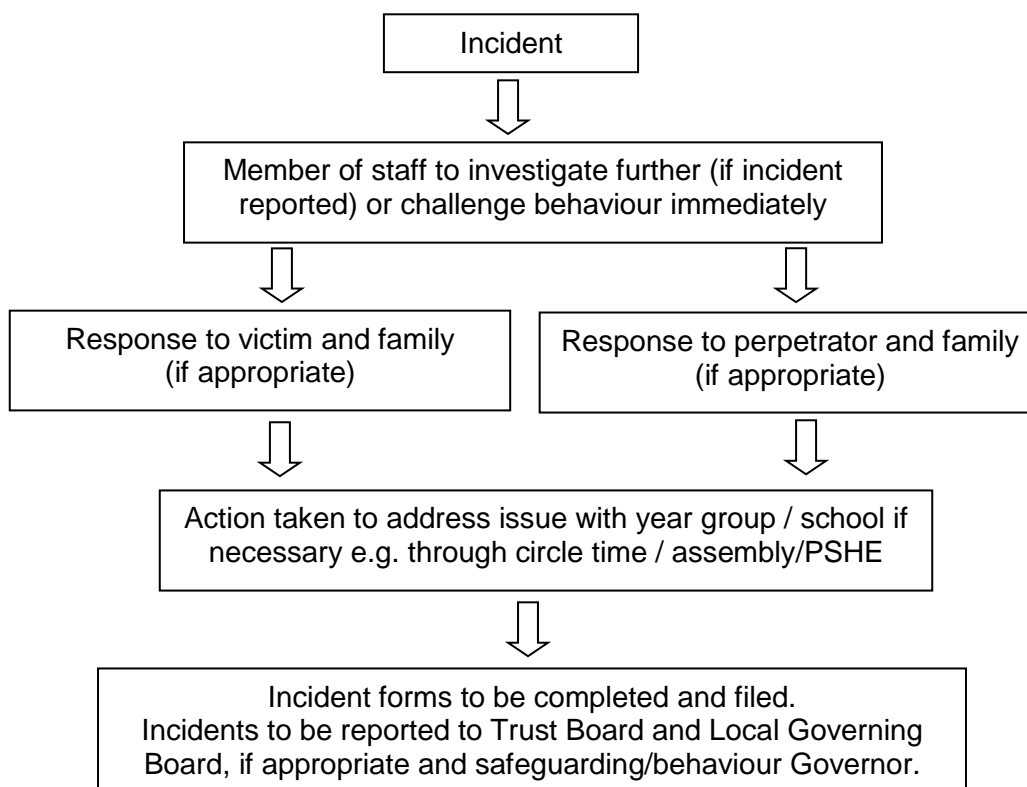 Incident
Member of staff to investigate further (if incident
reported) or challenge behaviour immediately
Response to victim and family
(if appropriate)
Response to perpetrator and family
(if appropriate)
Action taken to address issue with year group / school if
necessary e.g. through circle time / assembly/PSHE
Incident forms to be completed and filed.
Incidents to be reported to Trust Board and Local Governing
Board, if appropriate and safeguarding/behaviour Governor.